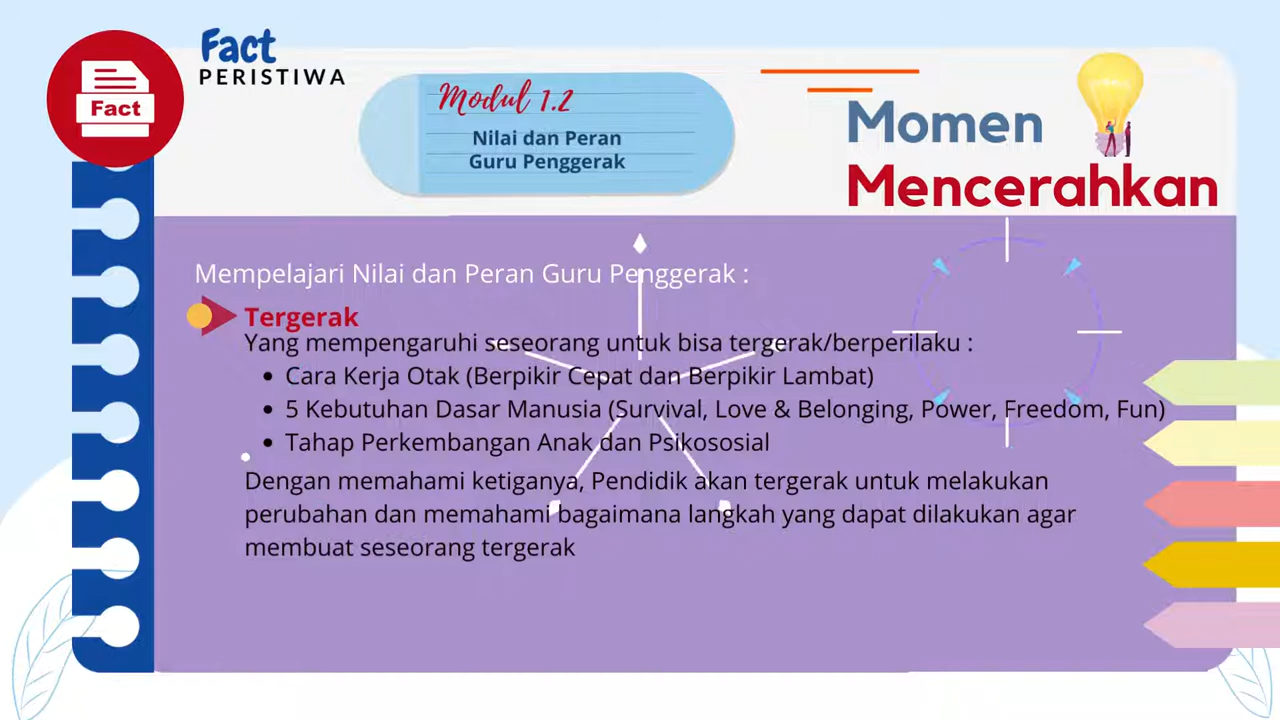 Fact
PERISTIWA
Fact
Modul 1.2
Nilai dan Peran
Guru Penggerak
Momen
Mencerahkan
Mempelajari Nilai dan Peran Guru Penggerak :
Tergerak
Yang mempengaruhi seseorang untuk bisa tergerak/berperilaku :
• Cara Kerja Otak (Berpikir Cepat dan Berpikir Lambat)
• 5 Kebutuhan Dasar Manusia (Survival, Love & Belonging, Power, Freedom, Fun)
• Tahap Perkembangan Anak dan Psikososial
Dengan memahami ketiganya, Pendidik akan tergerak untuk melakukan
perubahan dan memahami bagaimana langkah yang dapat dilakukan agar
membuat seseorang tergerak